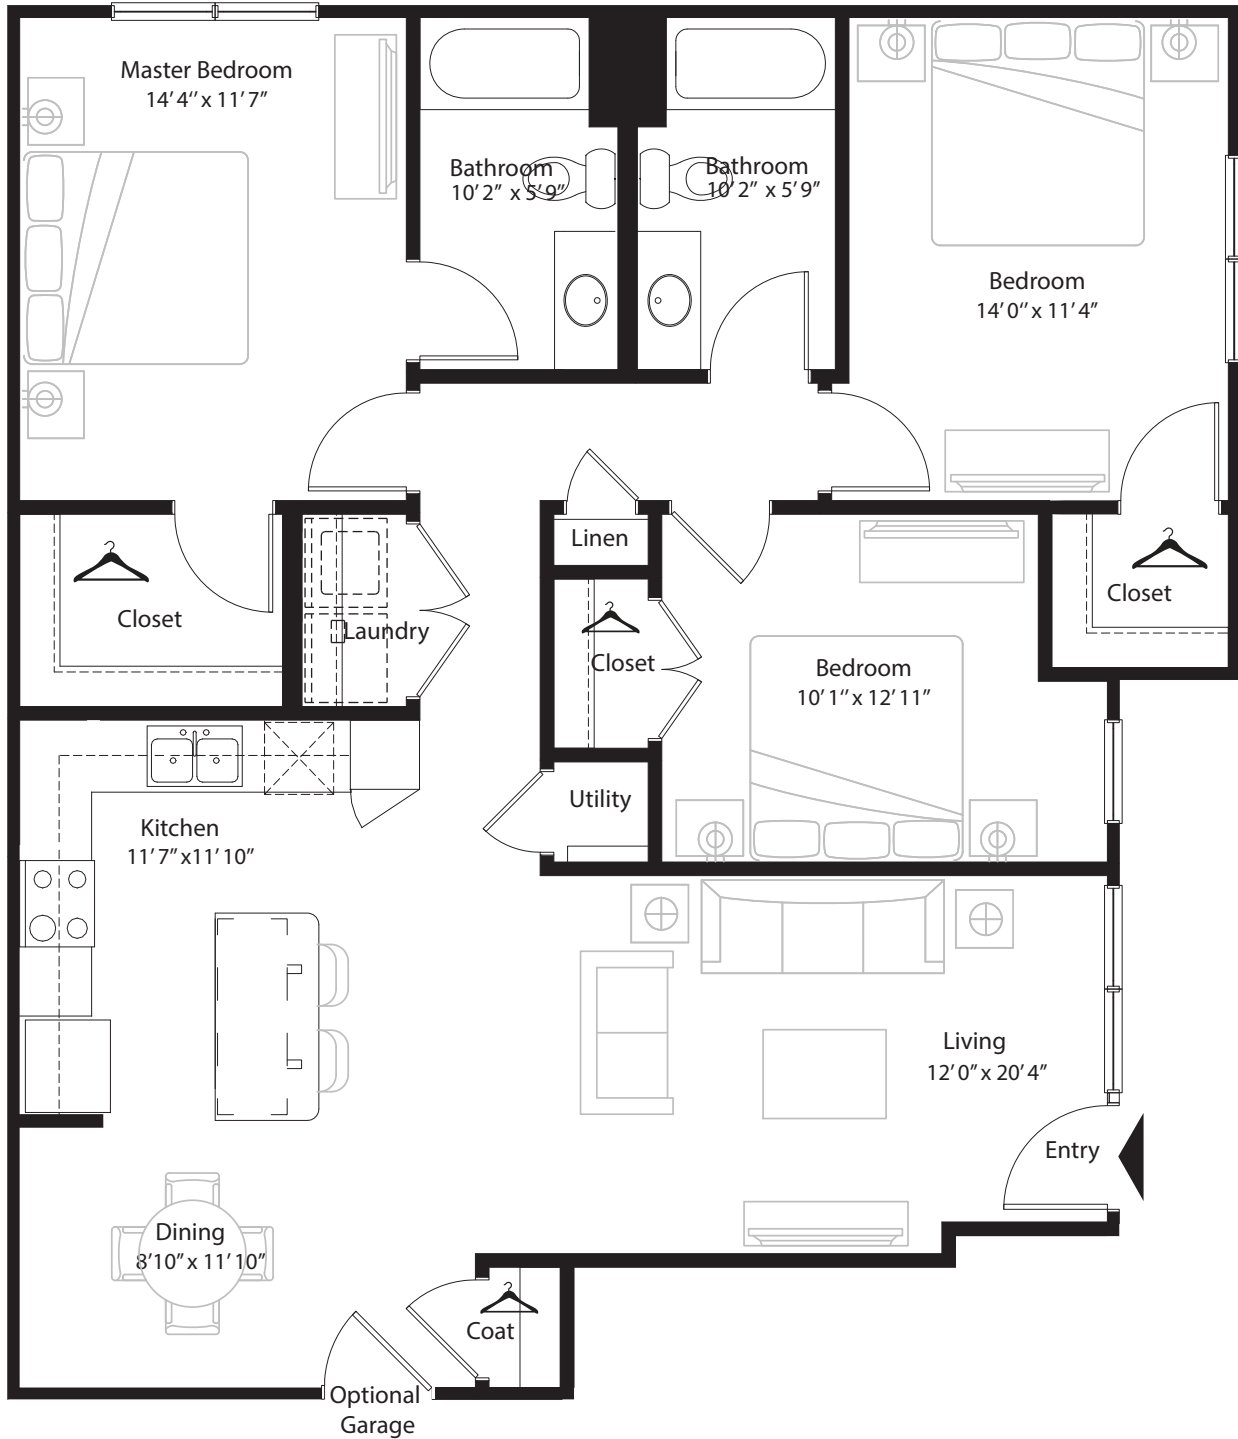 Master Bedroom
14’4’’ x 11’7”
Bathroom
10’2” x 5’9”
Bathroom
10’2” x 5’9”
Bedroom
14’0’’ x 11’4”
Linen
Closet
Laundry
Closet
Closet
Bedroom
10’1’’ x 12’11”
Utility
Kitchen
11’7” x11’10”
Living
12’0” x 20’4”
Entry
Dining
8’10” x 11’10”
Coat
Optional
Garage